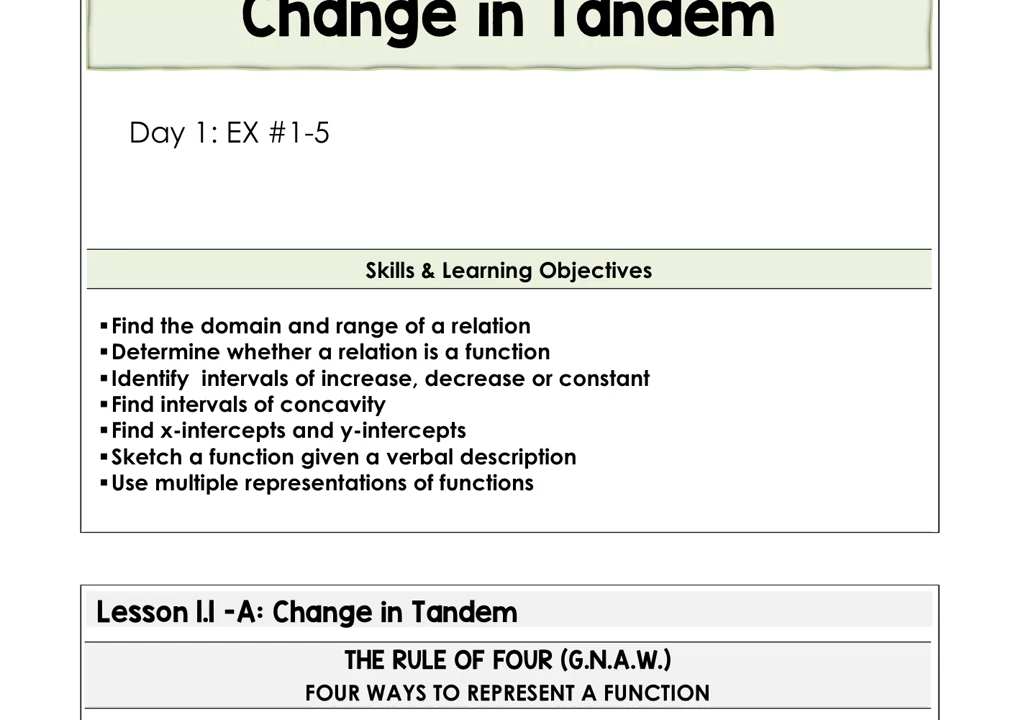 Change in Tandem
Day 1: EX #1-5
Skills & Learning Objectives
▪Find the domain and range of a relation
▪Determine whether a relation is a function
▪Identify  intervals of increase, decrease or constant
▪Find intervals of concavity
▪Find x-intercepts and y-intercepts
▪Sketch a function given a verbal description
▪Use multiple representations of functions
Lesson 1.1 -A: Change in Tandem
THE RULE OF FOUR (G.N.A.W.)
FOUR WAYS TO REPRESENT A FUNCTION